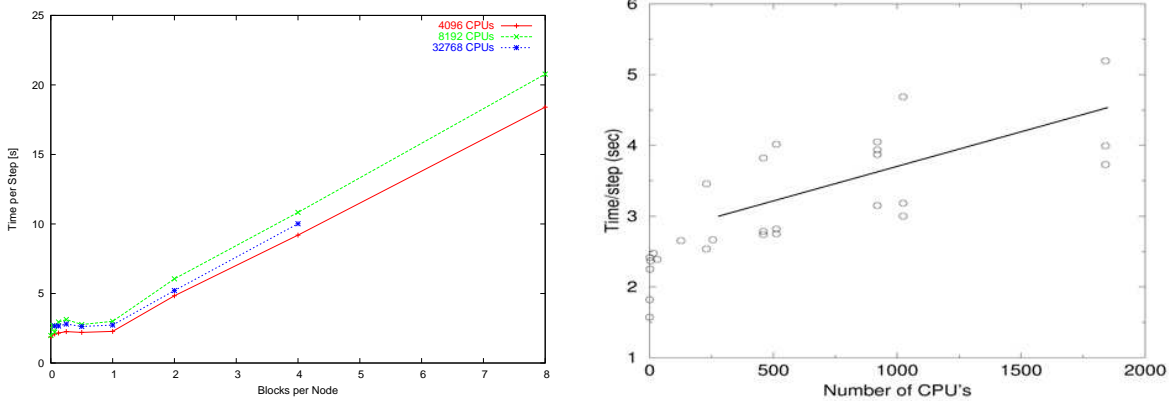 25
20
15
10
5
0
Time per Step [s]
0 1 2 3 4 5 6 7 8
Blocks per Node
4096 CPUs
8192 CPUs
32768 CPUs
6
5
4
3
2
1
Time/step (sec)
0 500 1000 1500 2000
Number of CPU's